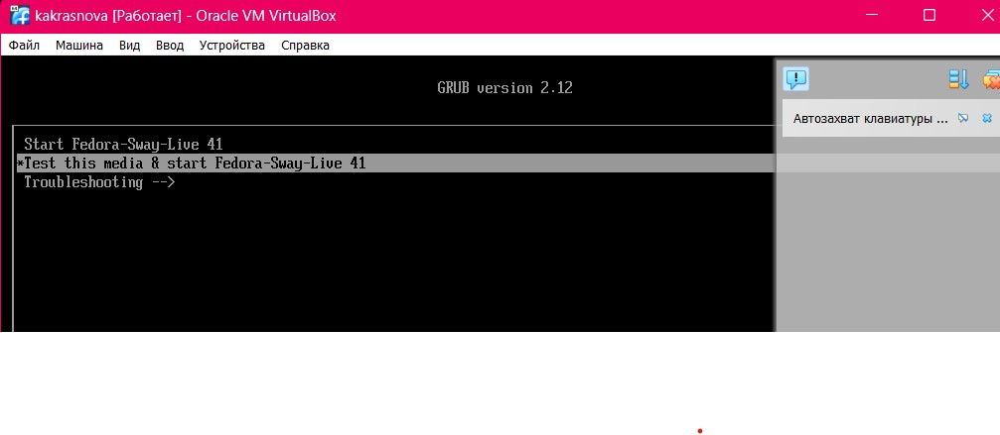 kakrasnova [Работает] - Oracle VM VirtualBox
Файл Машина Вид Ввод Устройства Справка
GRUB version 2.12
Автозахват клавиатуры ...
Start Fedora-Sway-Live 41
*Test this media & start Fedora-Sway-Live 41
Troubleshooting -->